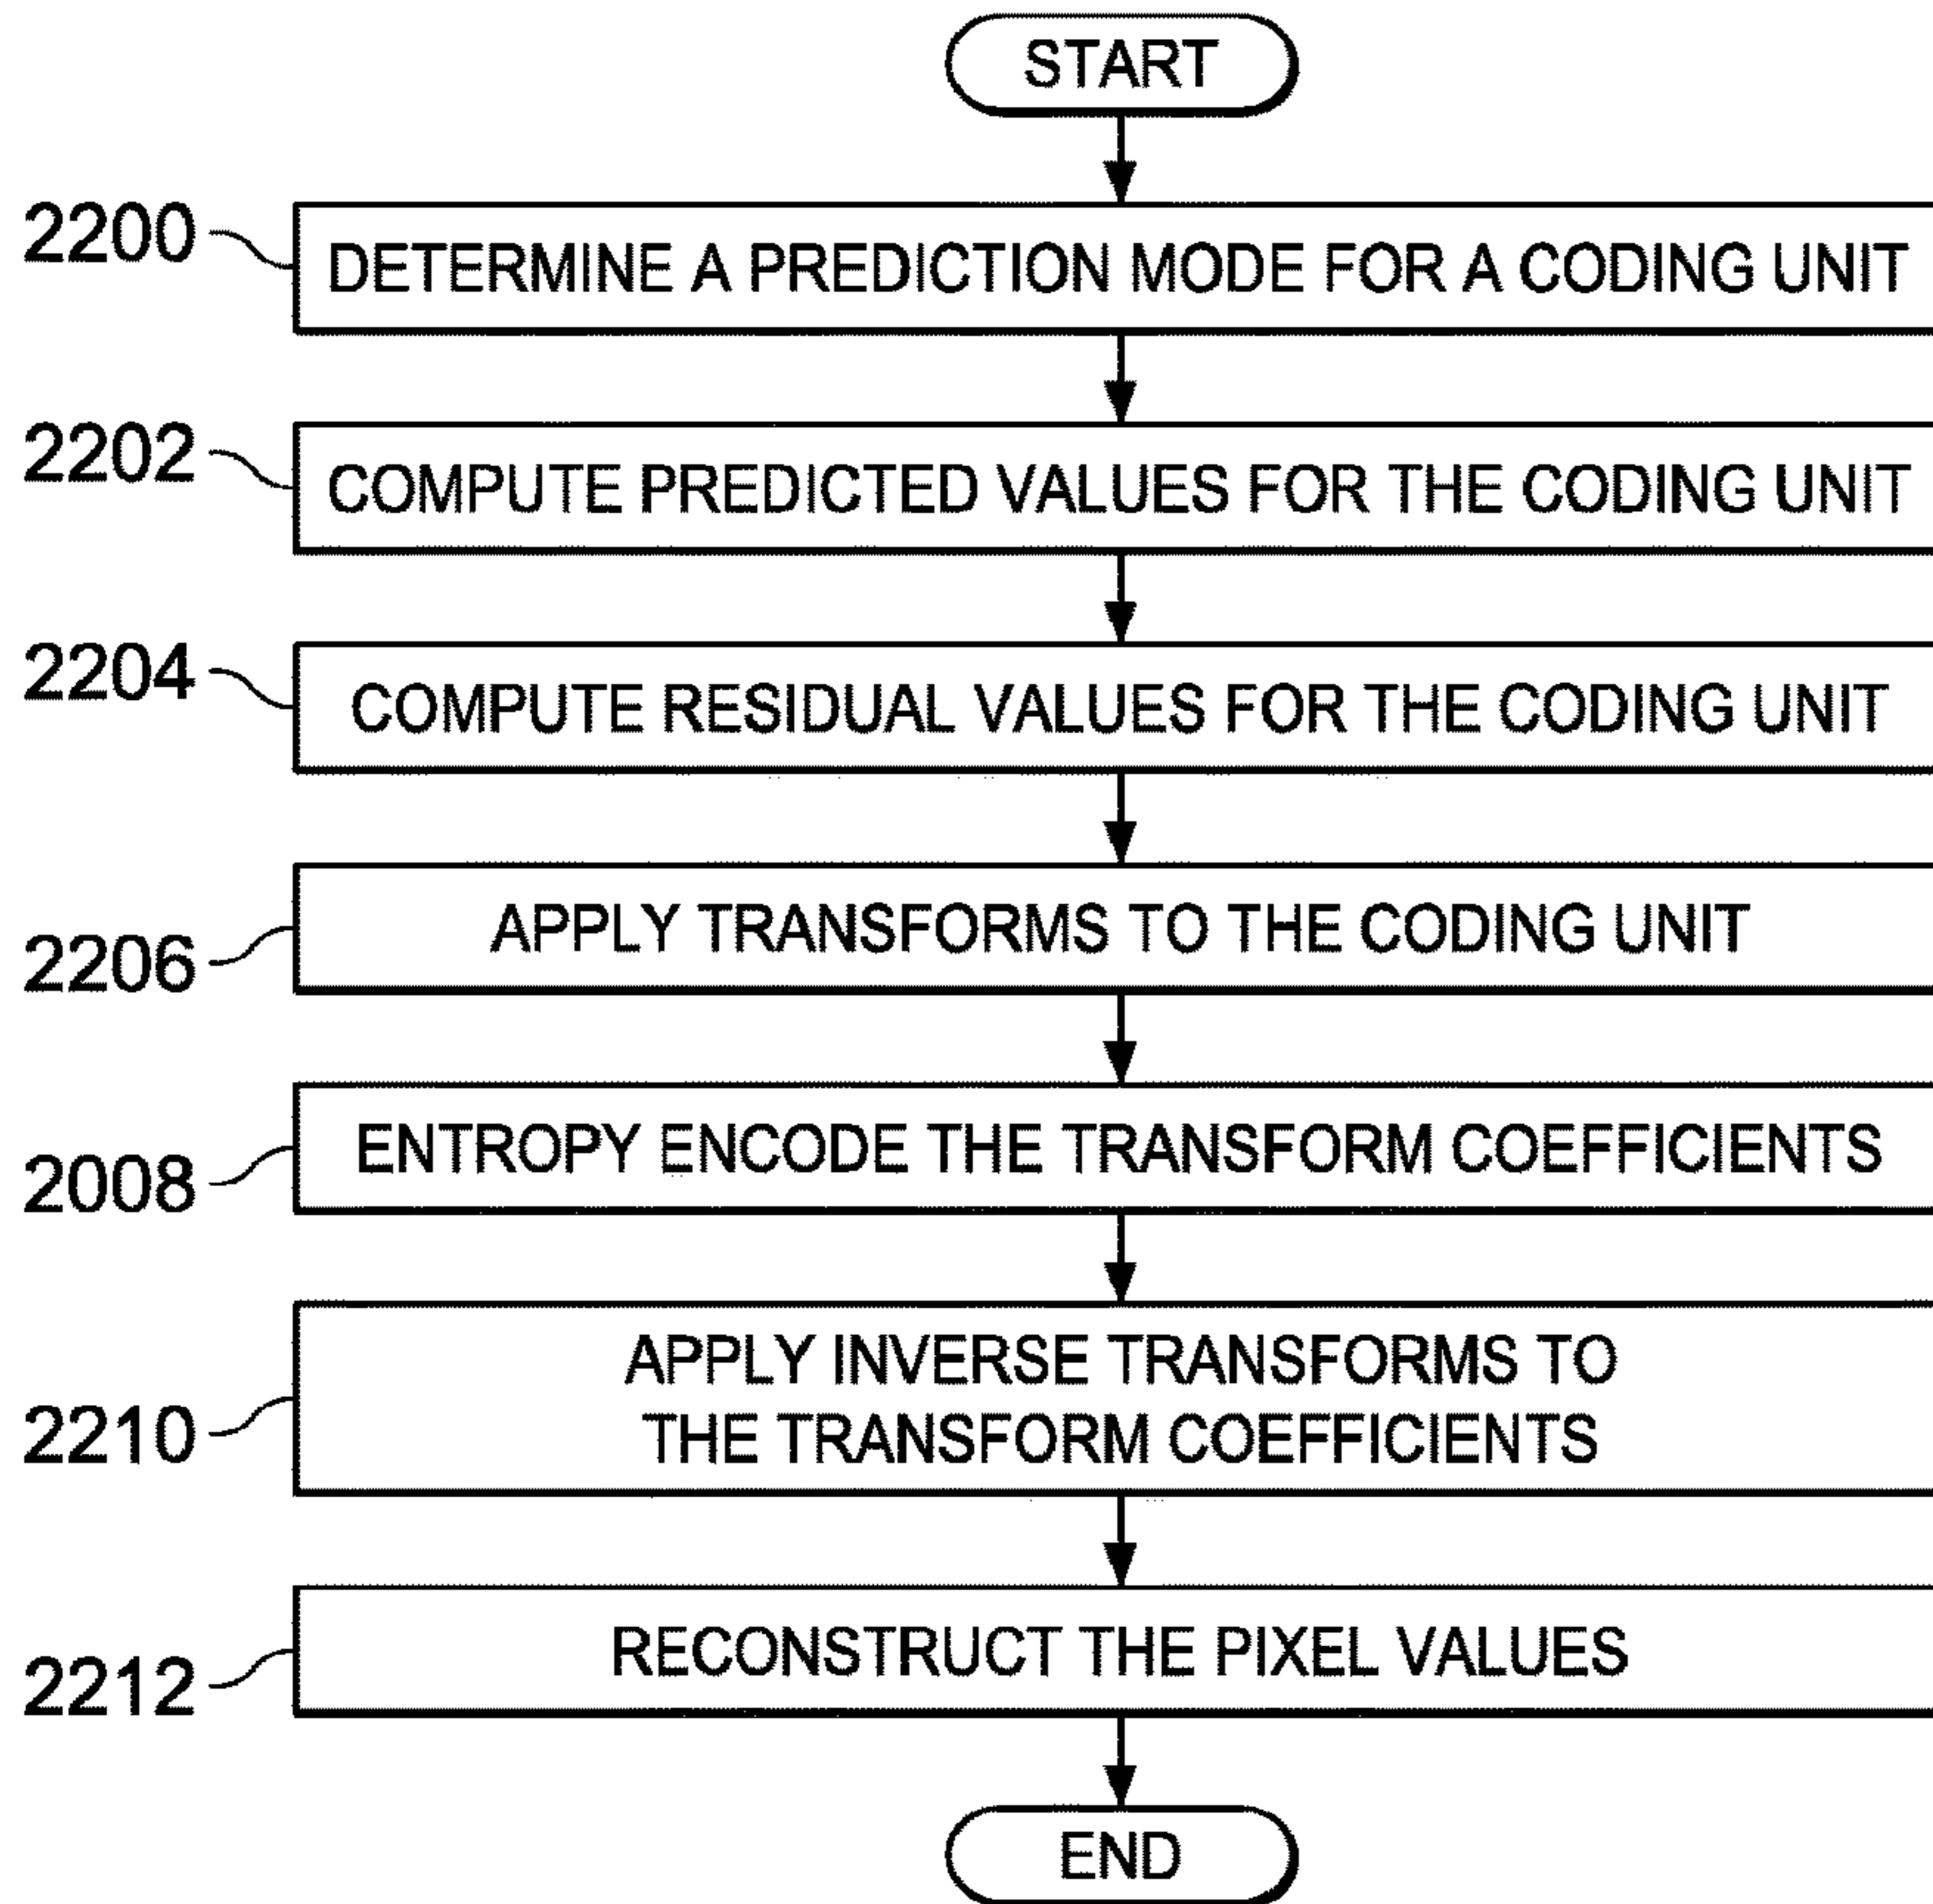 START
2200
DETERMINE A PREDICTION MODE FOR A CODING UNIT
2202
COMPUTE PREDICTED VALUES FOR THE CODING UNIT
2204
COMPUTE RESIDUAL VALUES FOR THE CODING UNIT
2206
APPLY TRANSFORMS TO THE CODING UNIT
2008
ENTROPY ENCODE THE TRANSFORM COEFFICIENTS
2210
APPLY INVERSE TRANSFORMS TO
THE TRANSFORM COEFFICIENTS
2212
RECONSTRUCT THE PIXEL VALUES
END